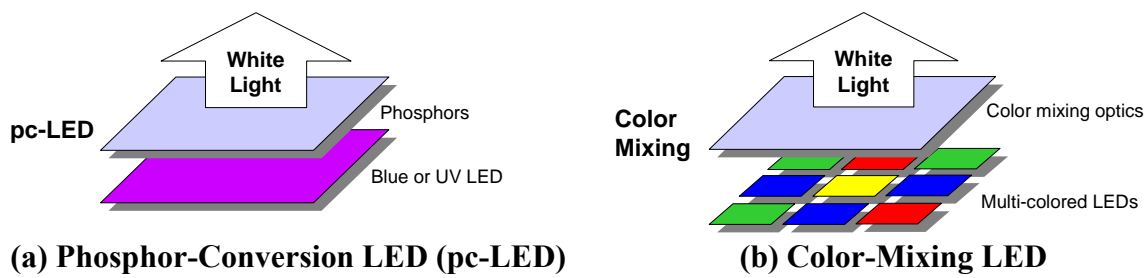 White
Light
pc-LED
Phosphors
Blue or UV LED
(a) Phosphor-Conversion LED (pc-LED)
White
Light
Color
Mixing
Color mixing optics
Multi-colored LEDs
(b) Color-Mixing LED